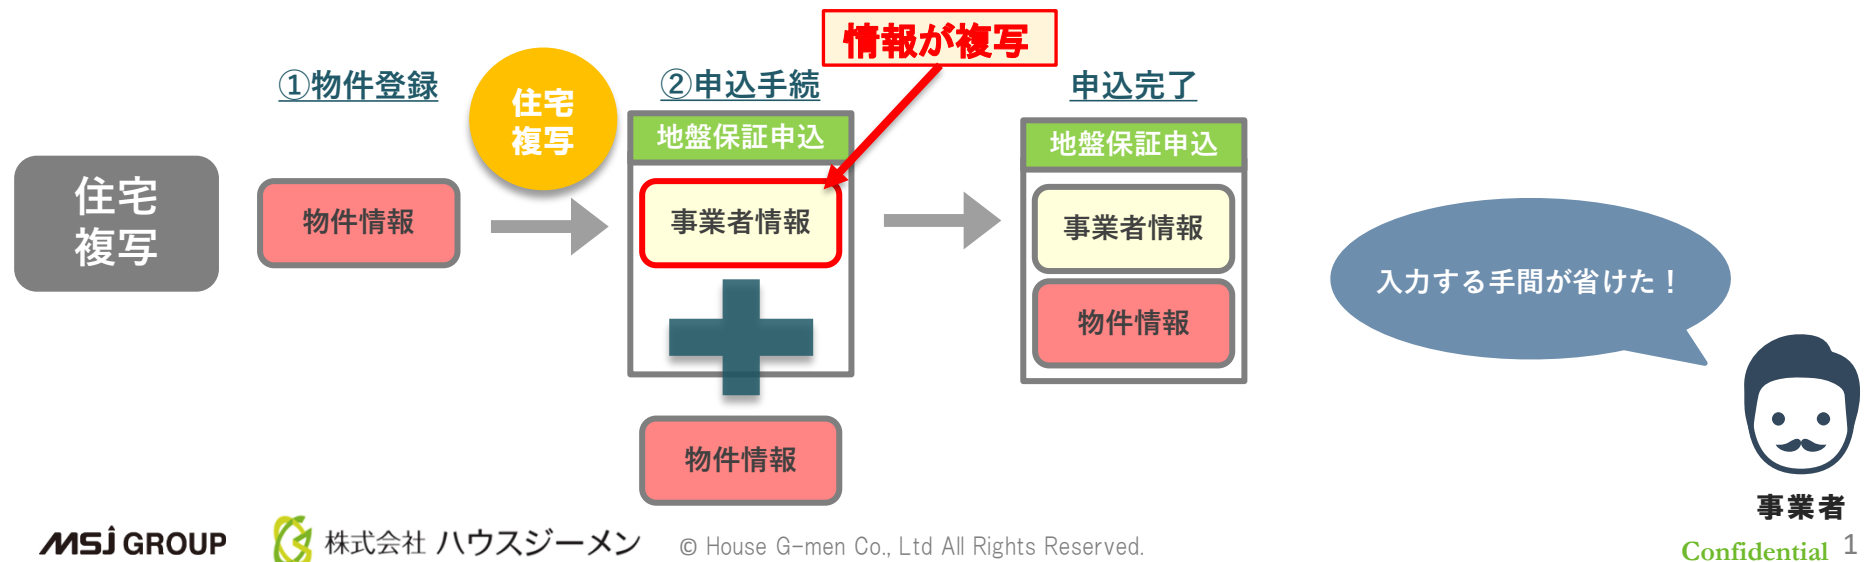 住宅
複写
①物件登録
物件情報
住宅
複写
②申込手続
情報が複写
地盤保証申込
事業者情報
物件情報
申込完了
地盤保証申込
事業者情報
物件情報
入力する手間が省けた！
事業者
MSJ GROUP
株式会社 ハウスジーメン
© House G-men Co., Ltd All Rights Reserved.
Confidential 1